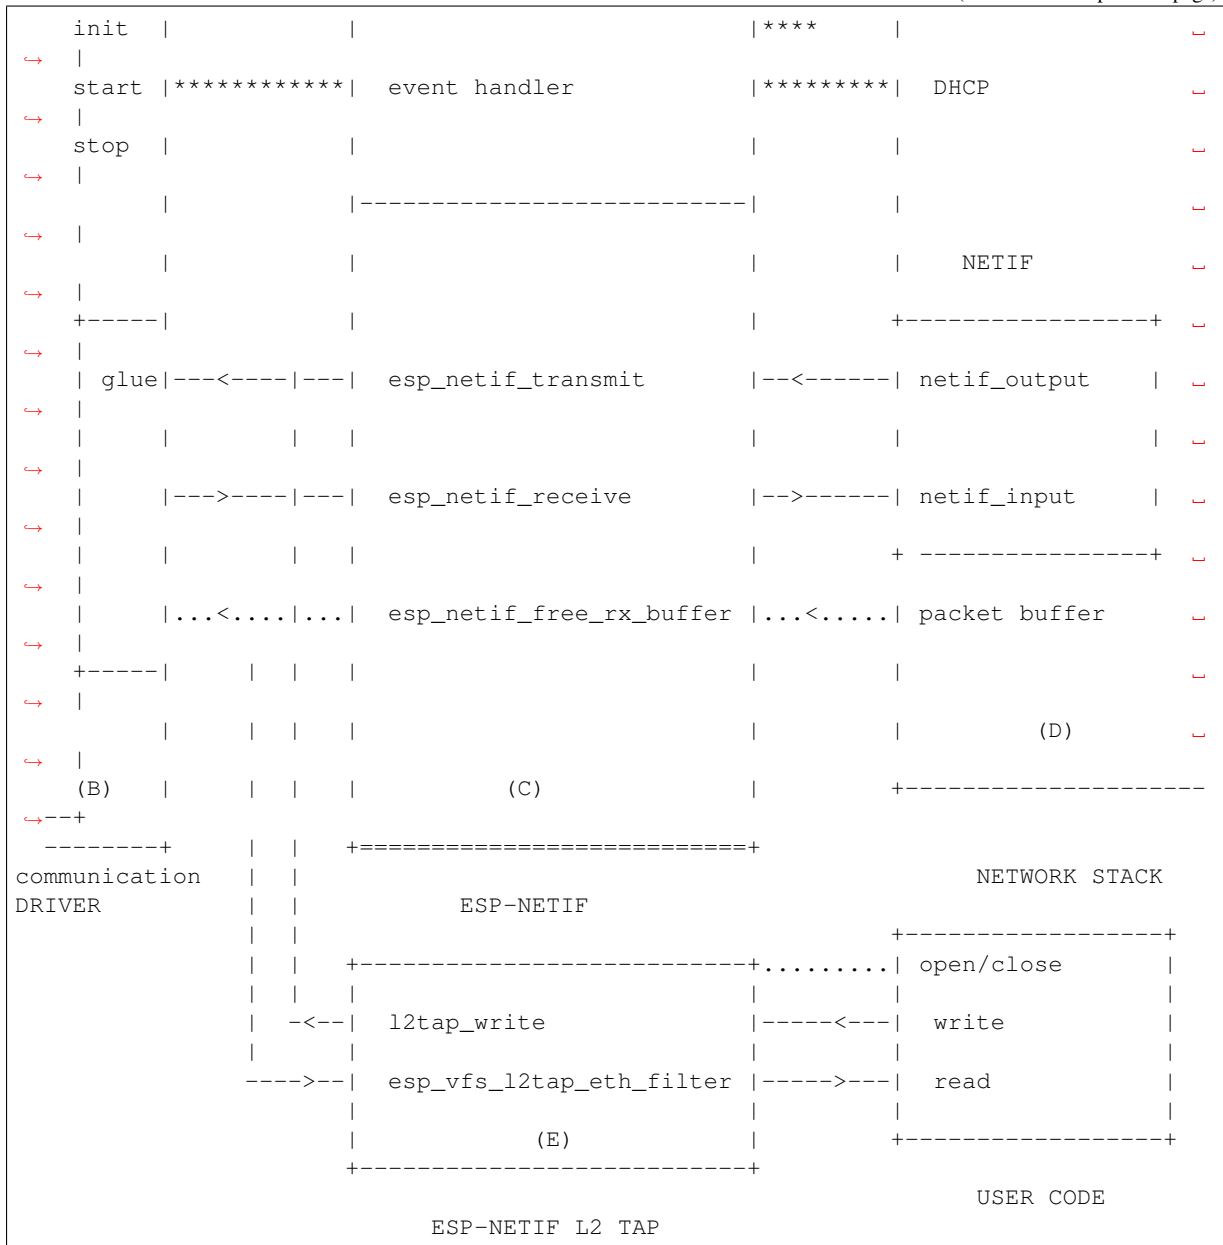 init  |            |                           |****     |                    ␣
↪  |
start |************|  event handler            |*********|  DHCP              ␣
↪  |
stop  |            |                           |         |                    ␣
↪  |
      |            |---------------------------|         |                    ␣
↪  |
      |            |                           |         |    NETIF           ␣
↪  |
+-----|            |                           |         +-----------------+  ␣
↪  |
| glue|---<----|---|  esp_netif_transmit       |--<------| netif_output    |  ␣
↪  |
|     |        |   |                           |         |                 |  ␣
↪  |
|     |--->----|---|  esp_netif_receive        |-->------| netif_input     |  ␣
↪  |
|     |        |   |                           |         + ----------------+  ␣
↪  |
|     |...<....|...|  esp_netif_free_rx_buffer |...<.....| packet buffer      ␣
↪  |
+-----|     |  |   |                           |         |                    ␣
↪  |
      |     |  |   |                           |         |         (D)        ␣
↪  |
(B)   |     |  |   |          (C)              |         +---------------------
↪--+
--------+     |  |   +===========================+
communication   |  |                                               NETWORK STACK
DRIVER          |  |           ESP-NETIF
                |  |                                         +------------------+
                |  |   +---------------------------+.........| open/close       |
                |  |   |                           |         |                  |
                |  -<--|  l2tap_write              |-----<---|  write           |
                |      |                           |         |                  |
                ---->--|  esp_vfs_l2tap_eth_filter |----->---|  read            |
                       |                           |         |                  |
                       |            (E)            |         +------------------+
                       +---------------------------+
                                                                  USER CODE
                            ESP-NETIF L2 TAP